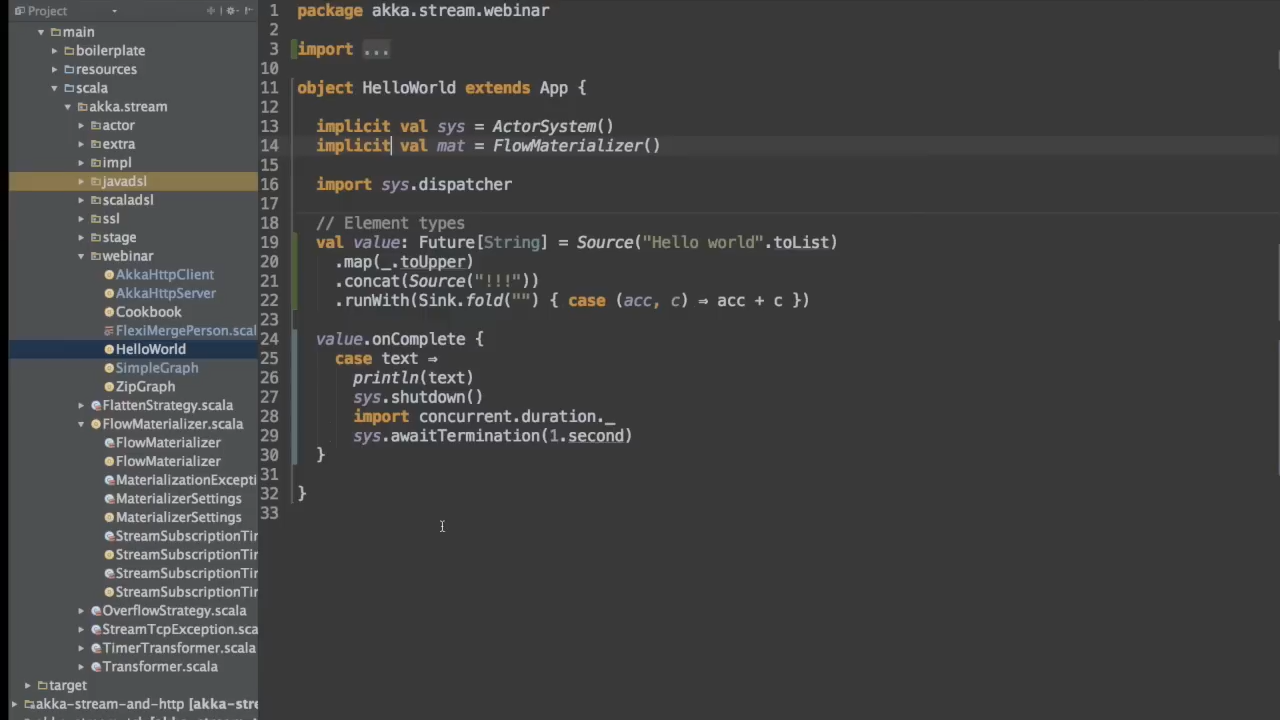 Project
main
boilerplate
resources
scala
akka.stream
actor
extra
impl
javadsl
scaladsl
ssl
stage
webinar
AkkaHttpClient
AkkaHttpServer
Cookbook
FlexiMergePerson.scal
HelloWorld
SimpleGraph
ZipGraph
FlattenStrategy.scala
FlowMaterializer.scala
FlowMaterializer
FlowMaterializer
MaterializationExcepti
MaterializerSettings
MaterializerSettings
StreamSubscriptionTi
StreamSubscriptionTi
StreamSubscriptionTi
StreamSubscriptionTi
OverflowStrategy.scala
StreamTcpException.sca
TimerTransformer.scala
Transformer.scala
target
akka-stream-and-http [akka-stre
1 package akka.stream.webinar
2
3 import ...
10
11 object HelloWorld extends App {
12
13 implicit val sys = ActorSystem()
14 implicit val mat = FlowMaterializer()
15
16 import sys.dispatcher
17
18 // Element types
19 val value: Future[String] = Source("Hello world".toList)
20 .map(_.toUpper)
21 .concat(Source("!!!"))
22 .runWith(Sink.fold("") { case (acc, c) ⇒ acc + c })
23
24 value.onComplete {
25 case text ⇒
26 println(text)
27 sys.shutdown()
28 import concurrent.duration._
29 sys.awaitTermination(1.second)
30 }
31
32 }
33